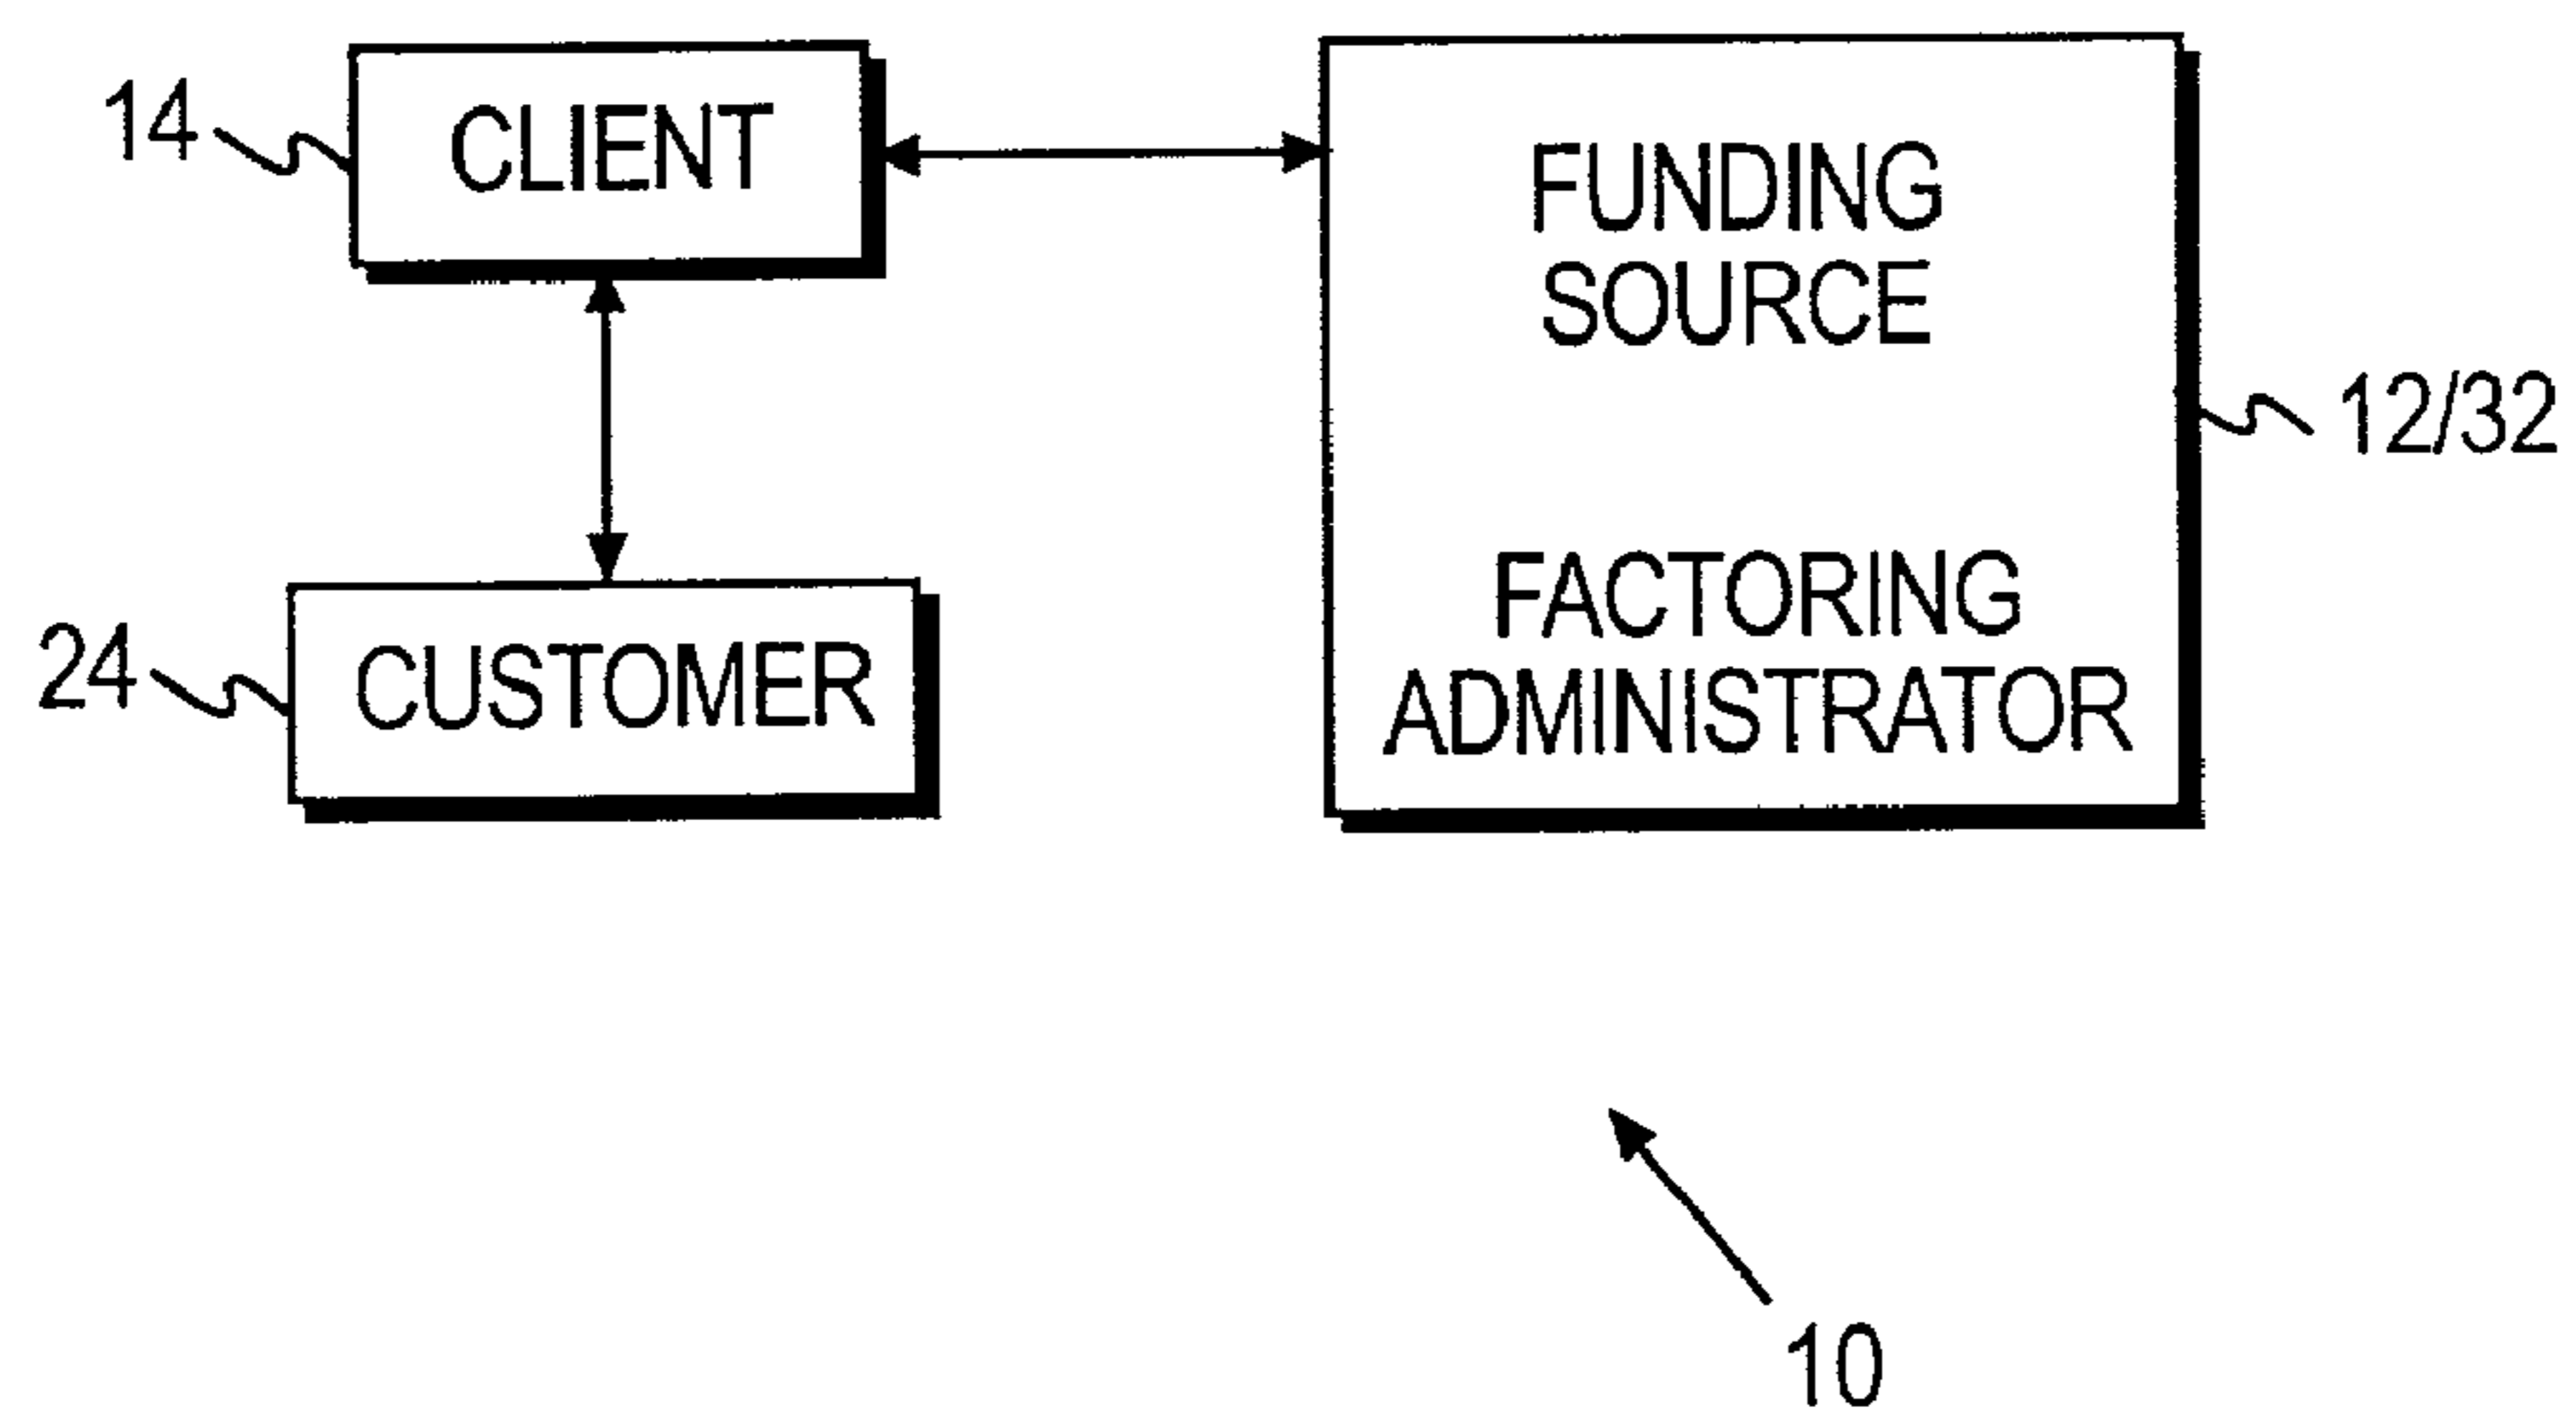 14
CLIENT
FUNDING
SOURCE
12/32
FACTORING
ADMINISTRATOR
24
CUSTOMER
10